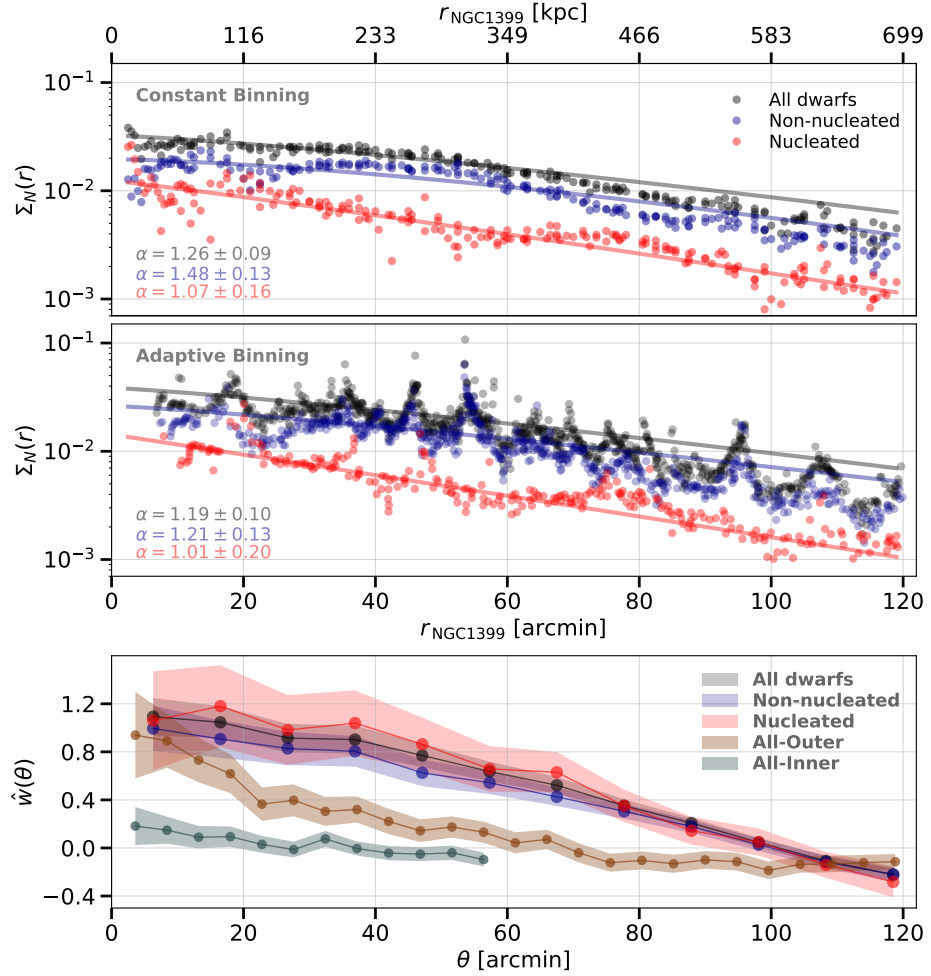 r_NGC1399 [kpc]
0 116 233 349 466 583 699
10⁻¹
10⁻²
10⁻³
Σ_N(r)
Constant Binning
All dwarfs
Non-nucleated
Nucleated
α = 1.26 ± 0.09
α = 1.48 ± 0.13
α = 1.07 ± 0.16
10⁻¹
10⁻²
10⁻³
Σ_N(r)
Adaptive Binning
α = 1.19 ± 0.10
α = 1.21 ± 0.13
α = 1.01 ± 0.20
0 20 40 60 80 100 120
r_NGC1399 [arcmin]
1.2
0.8
0.4
0.0
−0.4
ŵ(θ)
All dwarfs
Non-nucleated
Nucleated
All-Outer
All-Inner
0 20 40 60 80 100 120
θ [arcmin]